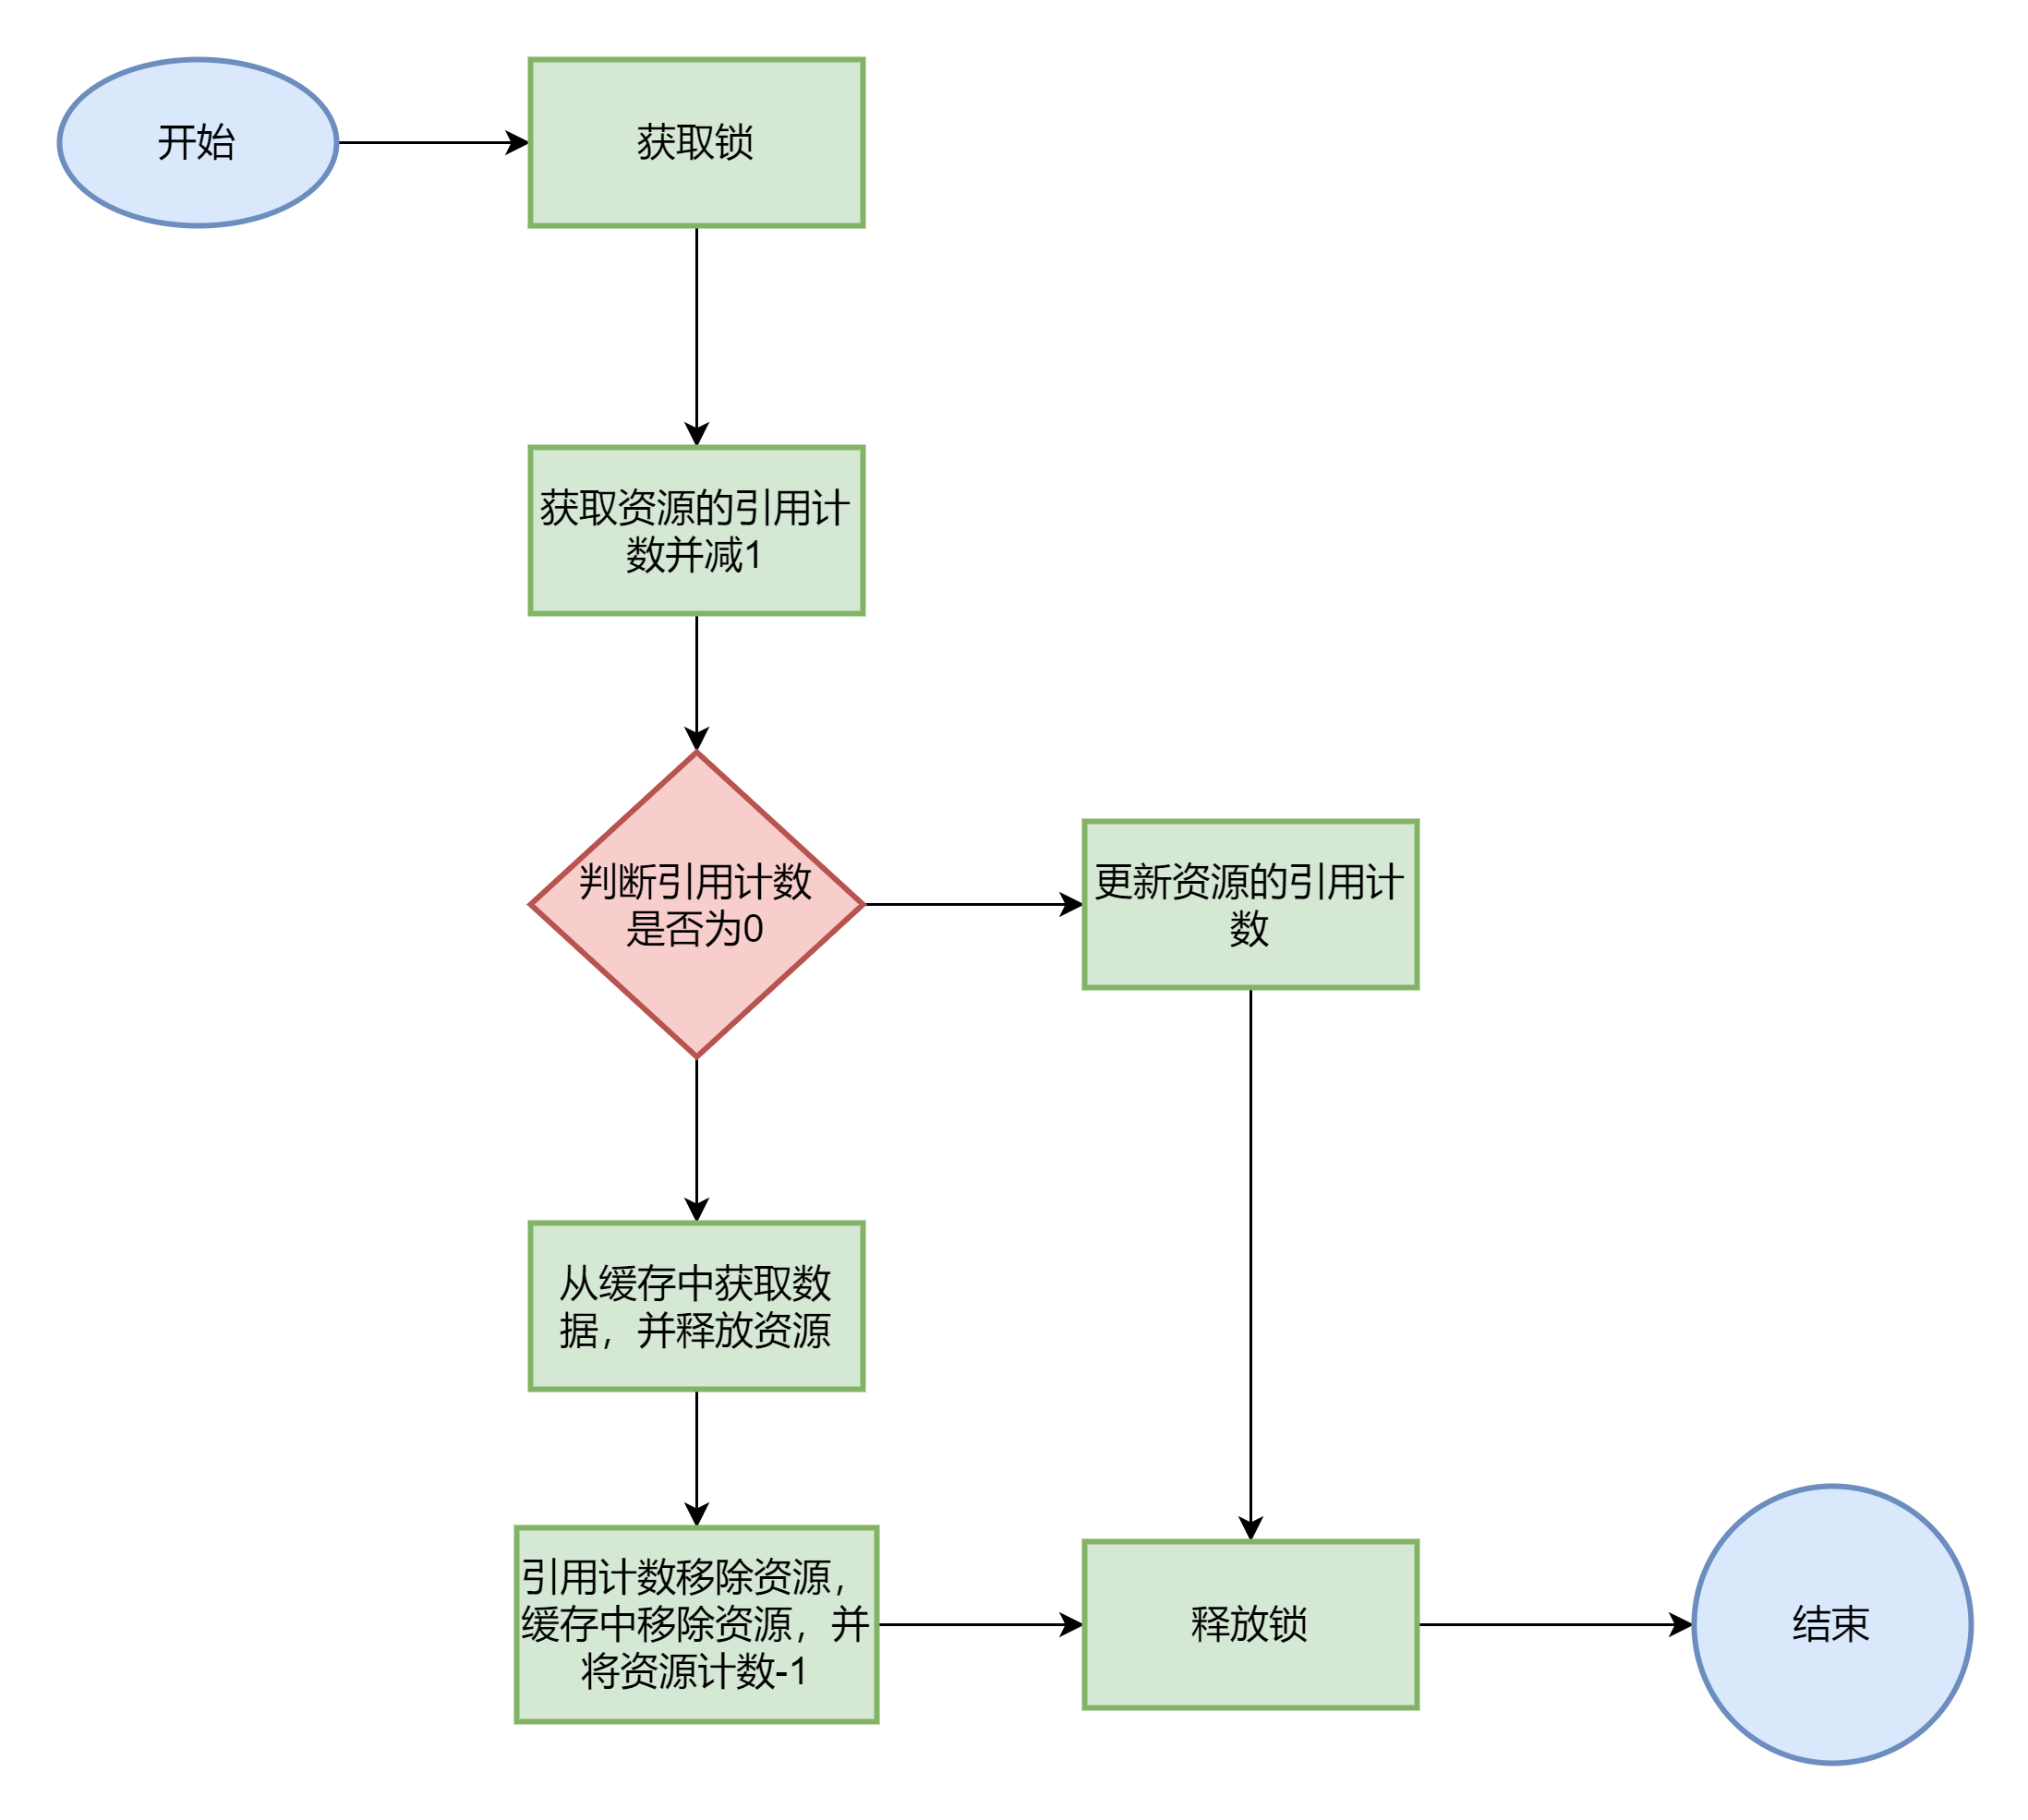 开始
获取锁
获取资源的引用计
数并减1
判断引用计数
是否为0
更新资源的引用计
数
从缓存中获取数
据，并释放资源
引用计数移除资源，
缓存中移除资源，并
将资源计数-1
释放锁
结束